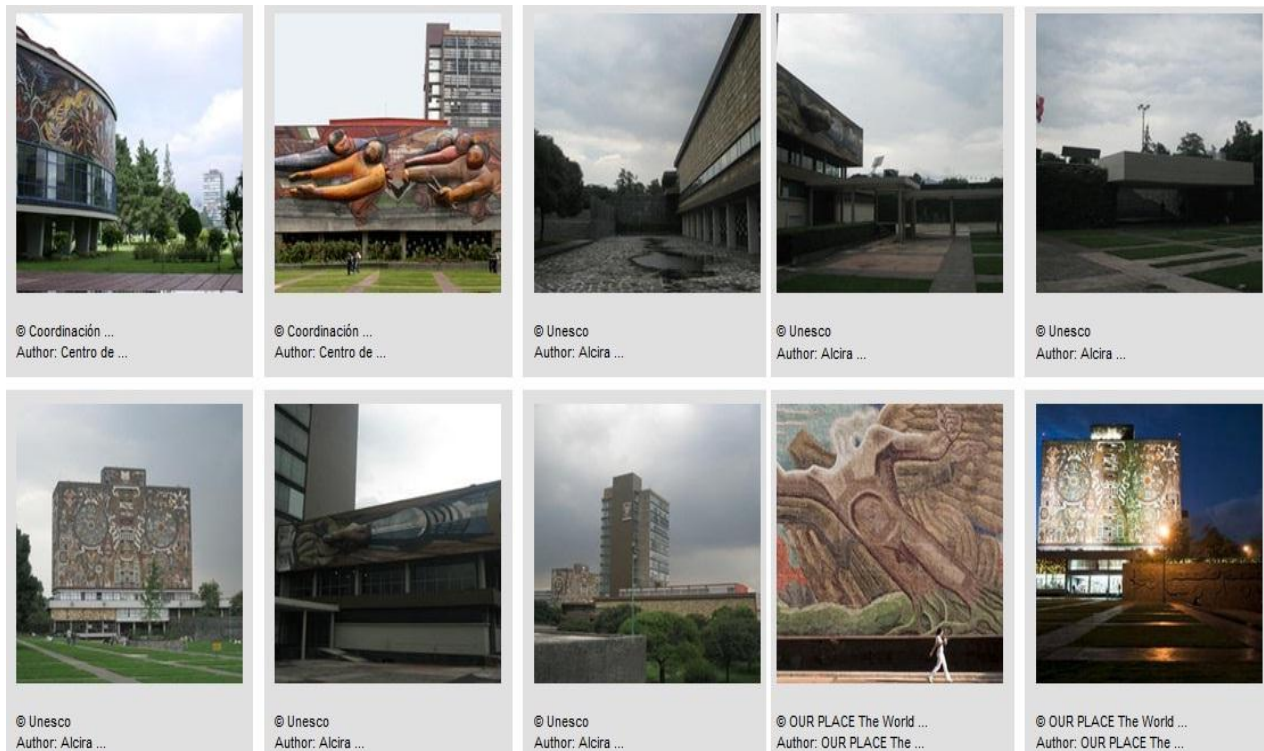 © Coordinación ...
Author: Centro de ...
© Coordinación ...
Author: Centro de ...
© Unesco
Author: Alcira ...
© Unesco
Author: Alcira ...
© Unesco
Author: Alcira ...
© Unesco
Author: Alcira ...
© Unesco
Author: Alcira ...
© Unesco
Author: Alcira ...
© OUR PLACE The World ...
Author: OUR PLACE The ...
© OUR PLACE The World ...
Author: OUR PLACE The ...